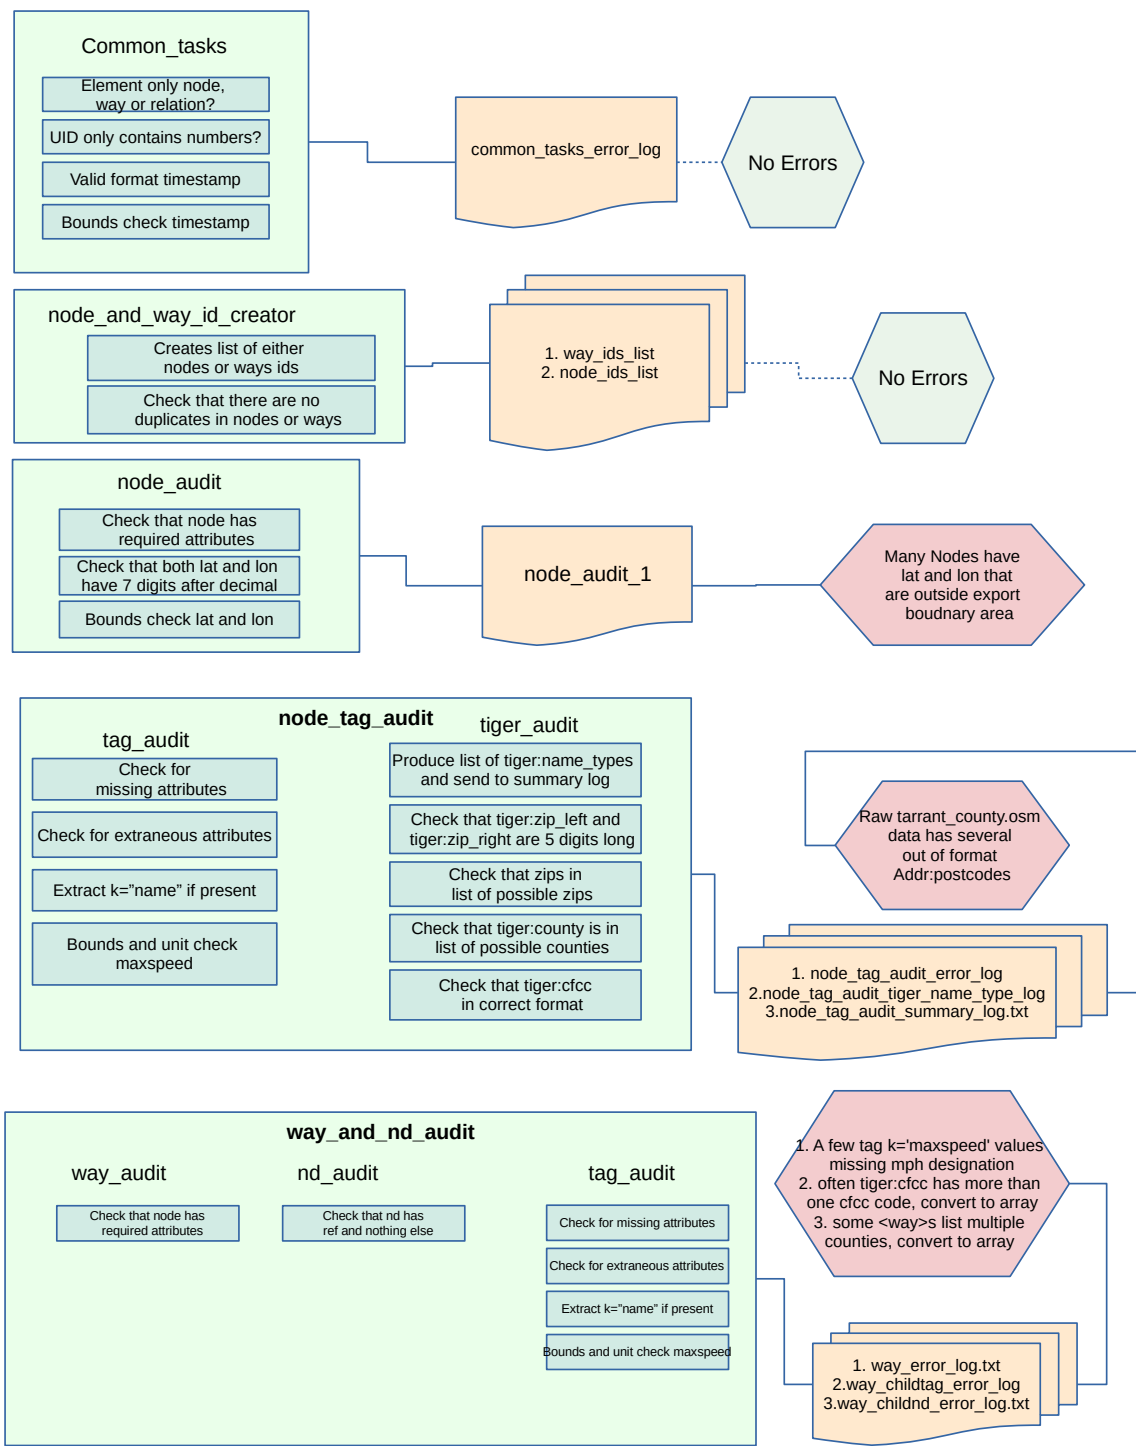 Common_tasks
Element only node,
way or relation?
UID only contains numbers?
Valid format timestamp
Bounds check timestamp
common_tasks_error_log
No Errors
node_and_way_id_creator
Creates list of either
nodes or ways ids
Check that there are no
duplicates in nodes or ways
1. way_ids_list
2. node_ids_list
No Errors
node_audit
Check that node has
required attributes
Check that both lat and lon
have 7 digits after decimal
Bounds check lat and lon
node_audit_1
Many Nodes have
lat and lon that
are outside export
boudnary area
node_tag_audit
tag_audit
Check for
missing attributes
Check for extraneous attributes
Extract k=”name” if present
Bounds and unit check
maxspeed
tiger_audit
Produce list of tiger:name_types
and send to summary log
Check that tiger:zip_left and
tiger:zip_right are 5 digits long
Check that zips in
list of possible zips
Check that tiger:county is in
list of possible counties
Check that tiger:cfcc
in correct format
Raw tarrant_county.osm
data has several
out of format
Addr:postcodes
1. node_tag_audit_error_log
2.node_tag_audit_tiger_name_type_log
3.node_tag_audit_summary_log.txt
way_and_nd_audit
way_audit
Check that node has
required attributes
nd_audit
Check that nd has
ref and nothing else
tag_audit
Check for missing attributes
Check for extraneous attributes
Extract k=”name” if present
Bounds and unit check maxspeed
1. A few tag k='maxspeed' values
missing mph designation
2. often tiger:cfcc has more than
one cfcc code, convert to array
3. some <way>s list multiple
counties, convert to array
1. way_error_log.txt
2.way_childtag_error_log
3.way_childnd_error_log.txt